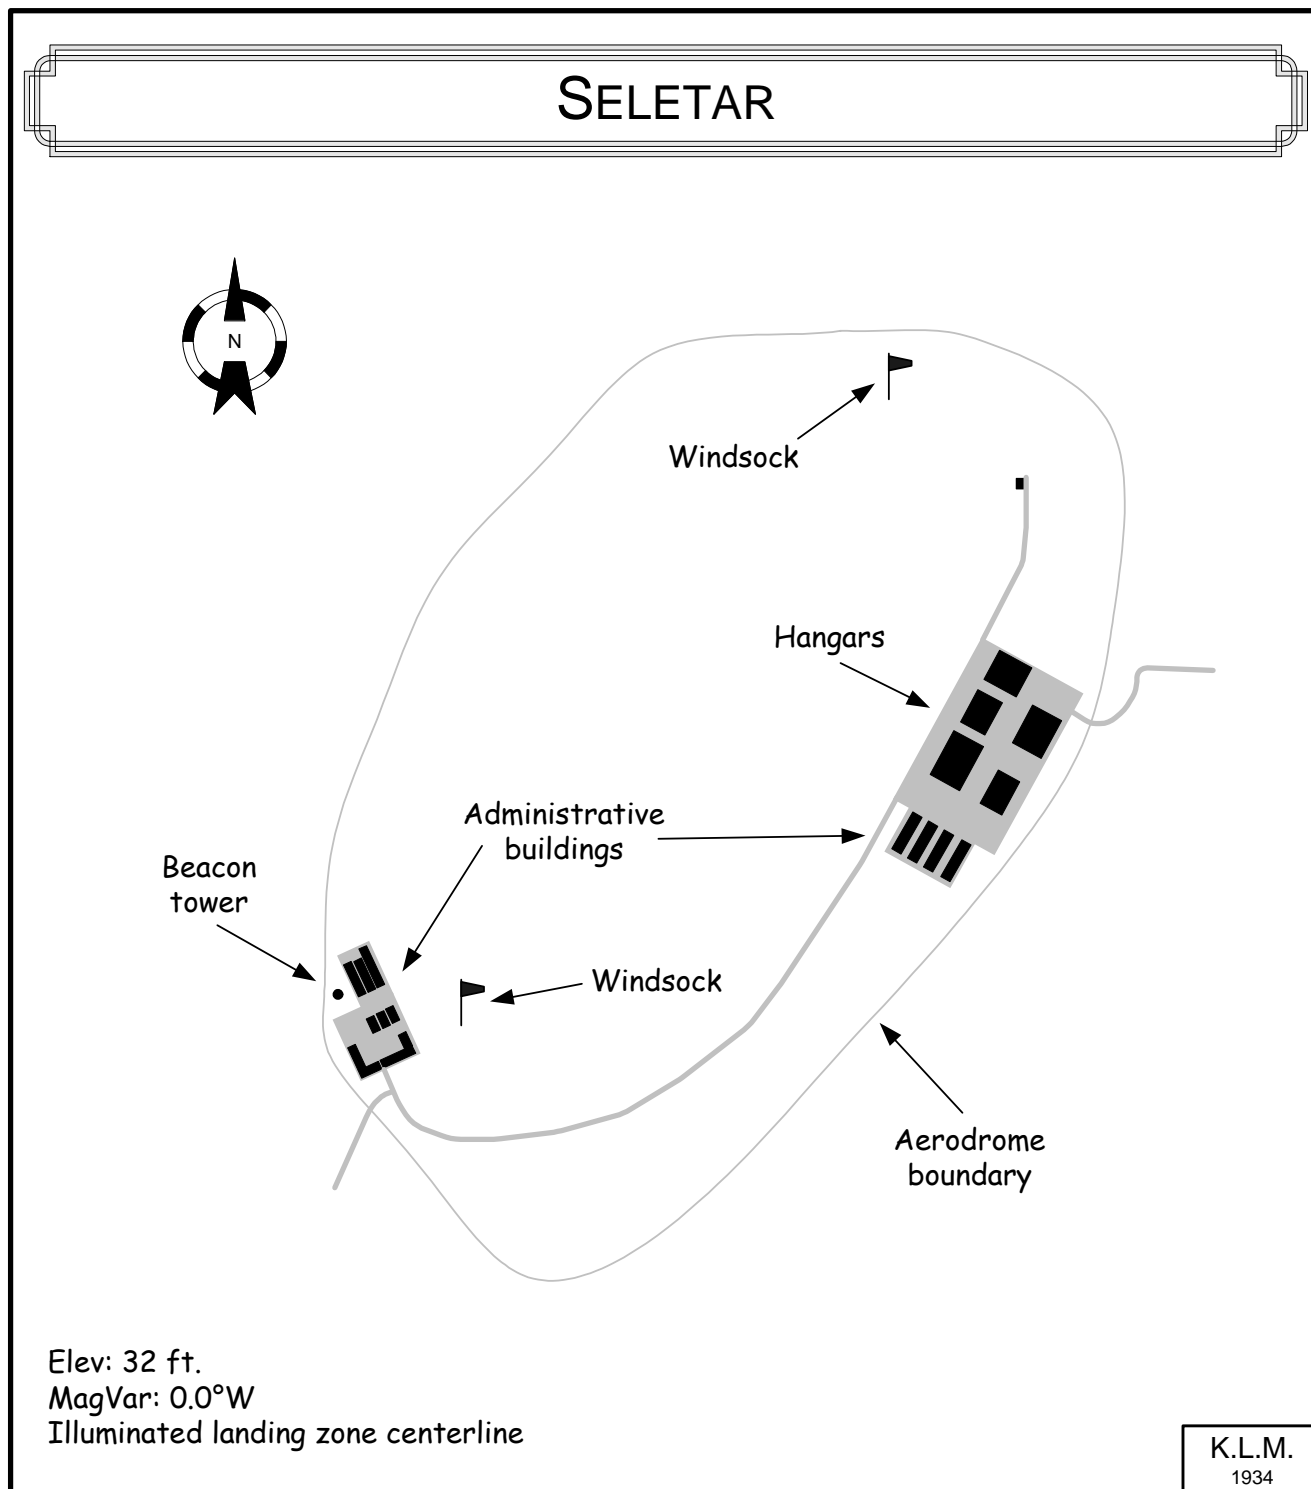 SELETAR
N
Windsock
Hangars
Administrative
buildings
Beacon
tower
Windsock
Aerodrome
boundary
Elev: 32 ft.
MagVar: 0.0°W
Illuminated landing zone centerline
K.L.M.
1934